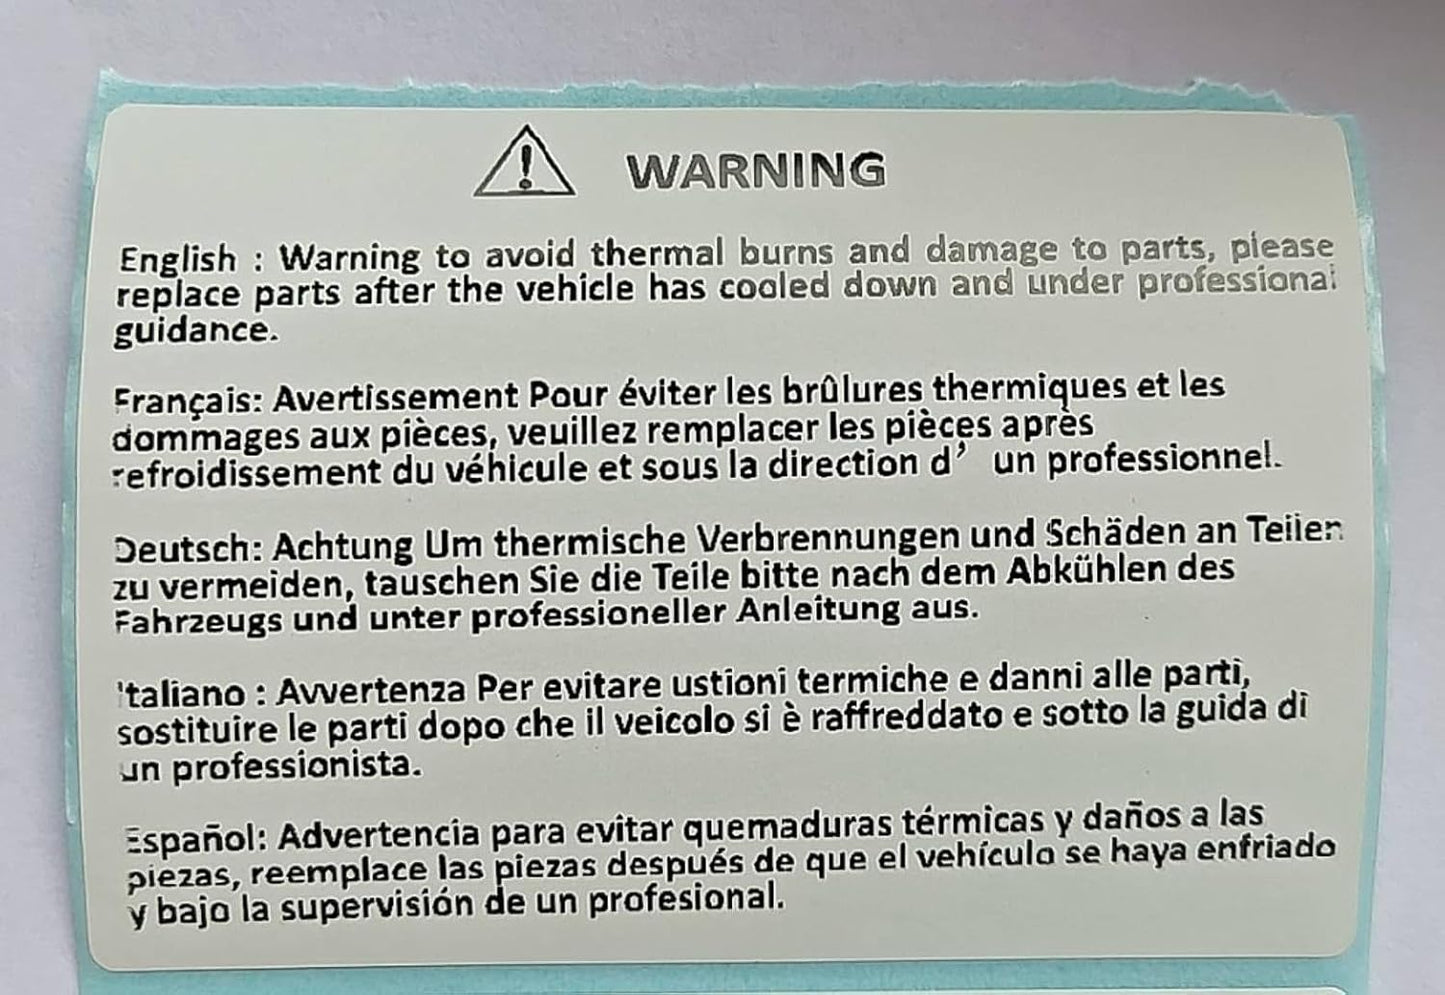 WARNING
English : Warning to avoid thermal burns and damage to parts, please
replace parts after the vehicle has cooled down and under professional
guidance.
Français: Avertissement Pour éviter les brûlures thermiques et les
dommages aux pièces, veuillez remplacer les pièces après
refroidissement du véhicule et sous la direction d’ un professionnel.
Deutsch: Achtung Um thermische Verbrennungen und Schäden an Teilen
zu vermeiden, tauschen Sie die Teile bitte nach dem Abkühlen des
Fahrzeugs und unter professioneller Anleitung aus.
Italiano : Avvertenza Per evitare ustioni termiche e danni alle parti,
sostituire le parti dopo che il veicolo si è raffreddato e sotto la guida di
un professionista.
Español: Advertencia para evitar quemaduras térmicas y daños a las
piezas, reemplace las piezas después de que el vehículo se haya enfriado
y bajo la supervisión de un profesional.